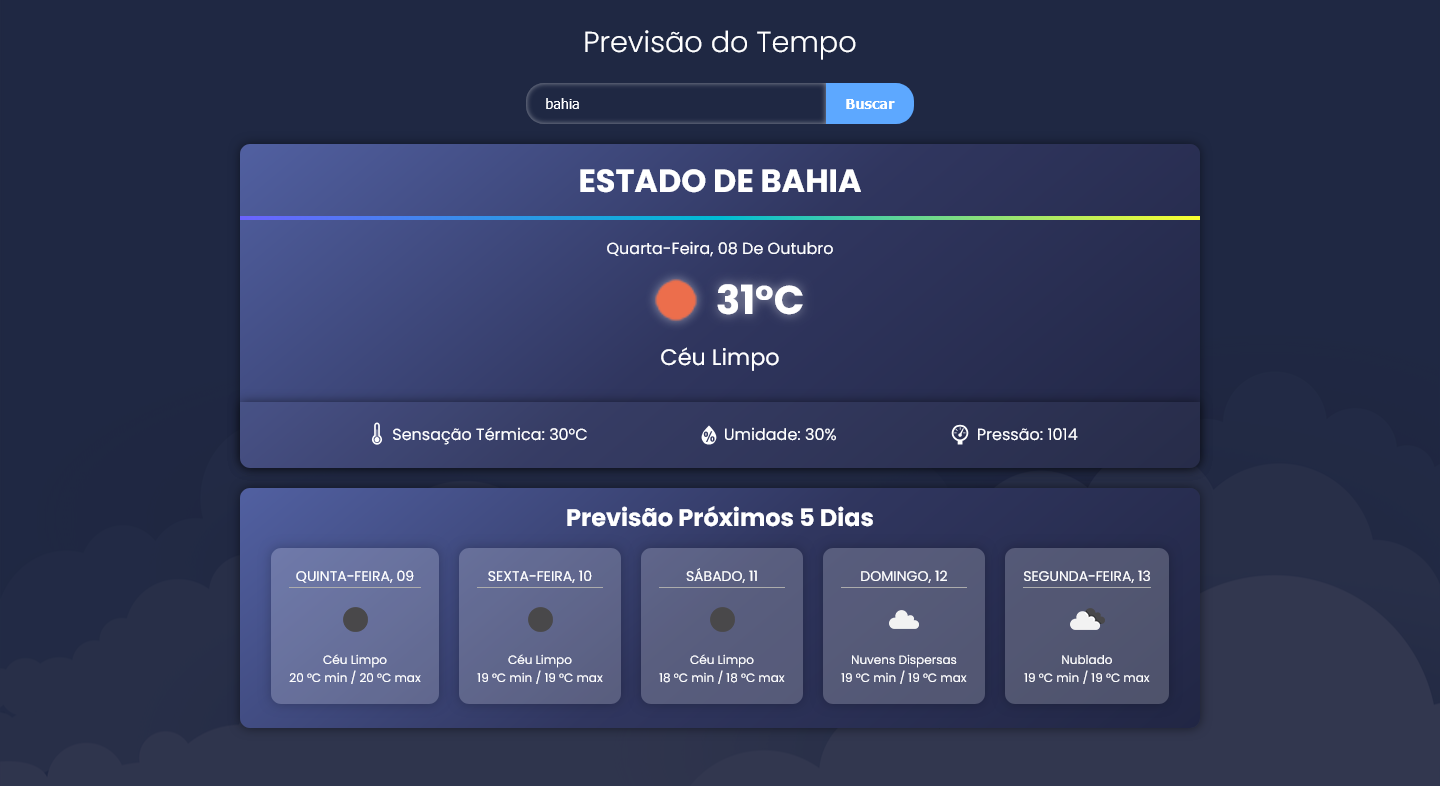 Previsão do Tempo
bahia
Buscar
ESTADO DE BAHIA
Quarta-Feira, 08 De Outubro
31ºC
Céu Limpo
Sensação Térmica: 30ºC
Umidade: 30%
Pressão: 1014
Previsão Próximos 5 Dias
QUINTA-FEIRA, 09
Céu Limpo
20 ºC min / 20 ºC max
SEXTA-FEIRA, 10
Céu Limpo
19 ºC min / 19 ºC max
SÁBADO, 11
Céu Limpo
18 ºC min / 18 ºC max
DOMINGO, 12
Nuvens Dispersas
19 ºC min / 19 ºC max
SEGUNDA-FEIRA, 13
Nublado
19 ºC min / 19 ºC max